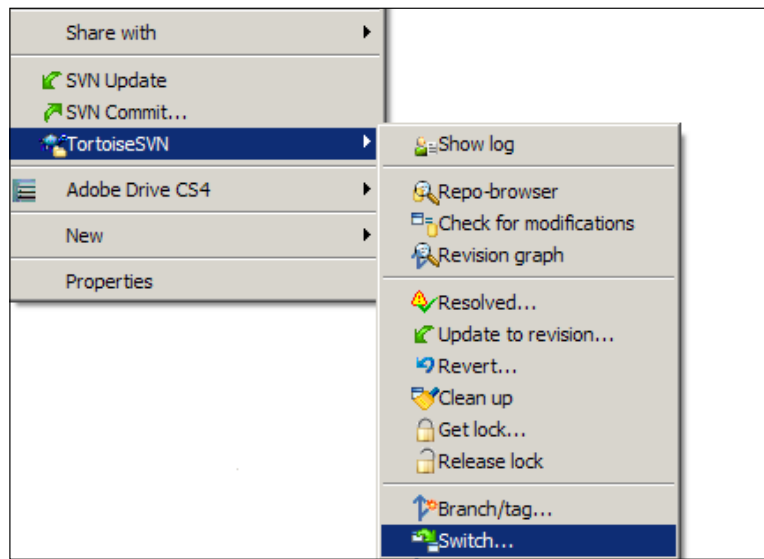 Share with
SVN Update
SVN Commit...
TortoiseSVN
Adobe Drive CS4
New
Properties
Show log
Repo-browser
Check for modifications
Revision graph
Resolved...
Update to revision...
Revert...
Clean up
Get lock...
Release lock
Branch/tag...
Switch...